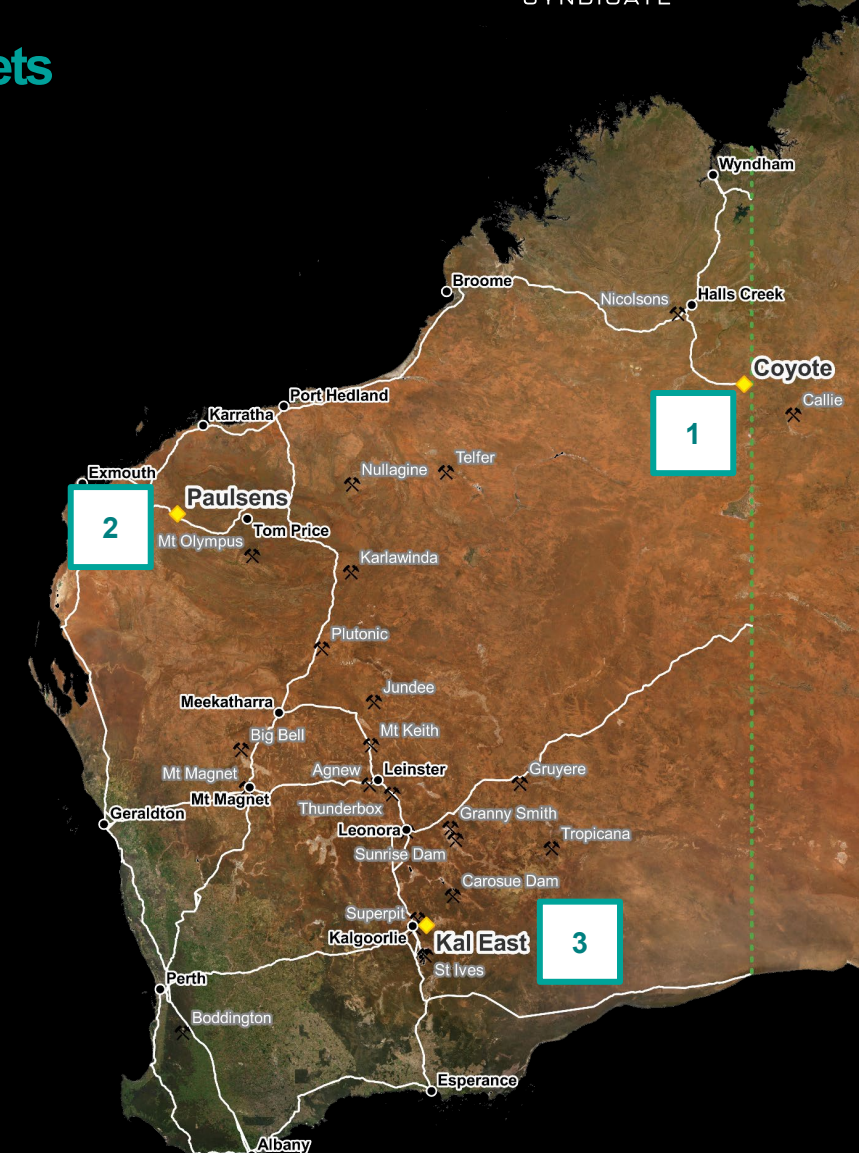 SYNDICATE
ets
Wyndham
Broome
Nicolsons
Halls Creek
Coyote
Callie
1
Port Hedland
Karratha
Telfer
Nullagine
Exmouth
Paulsens
2
Tom Price
Mt Olympus
Karlawinda
Plutonic
Jundee
Meekatharra
Big Bell
Mt Keith
Mt Magnet
Agnew
Leinster
Gruyere
Mt Magnet
Thunderbox
Geraldton
Granny Smith
Leonora
Tropicana
Sunrise Dam
Carosue Dam
Superpit
Kalgoorlie
Kal East
3
St Ives
Perth
Boddington
Esperance
Albany